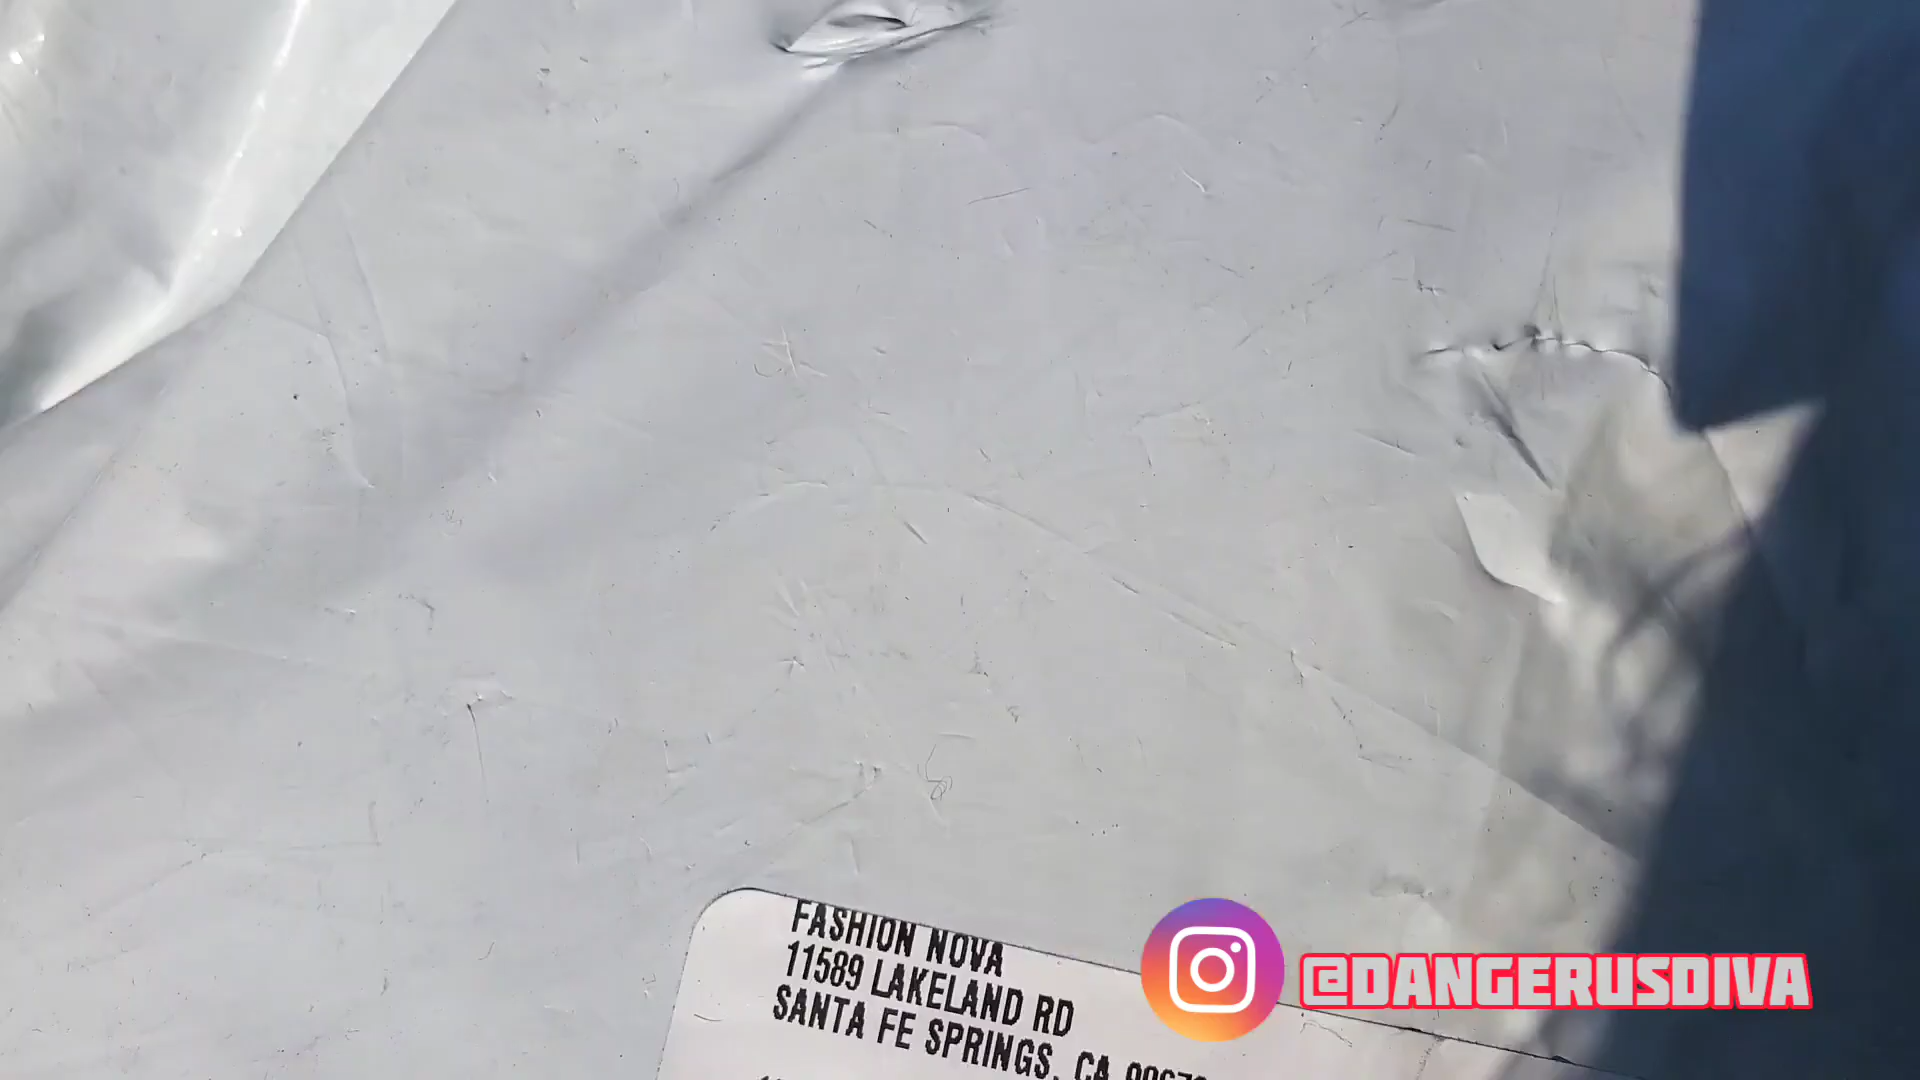 FASHION NOVA
11589 LAKELAND RD
SANTA FE SPRINGS, CA
@DANGERUSDIVA